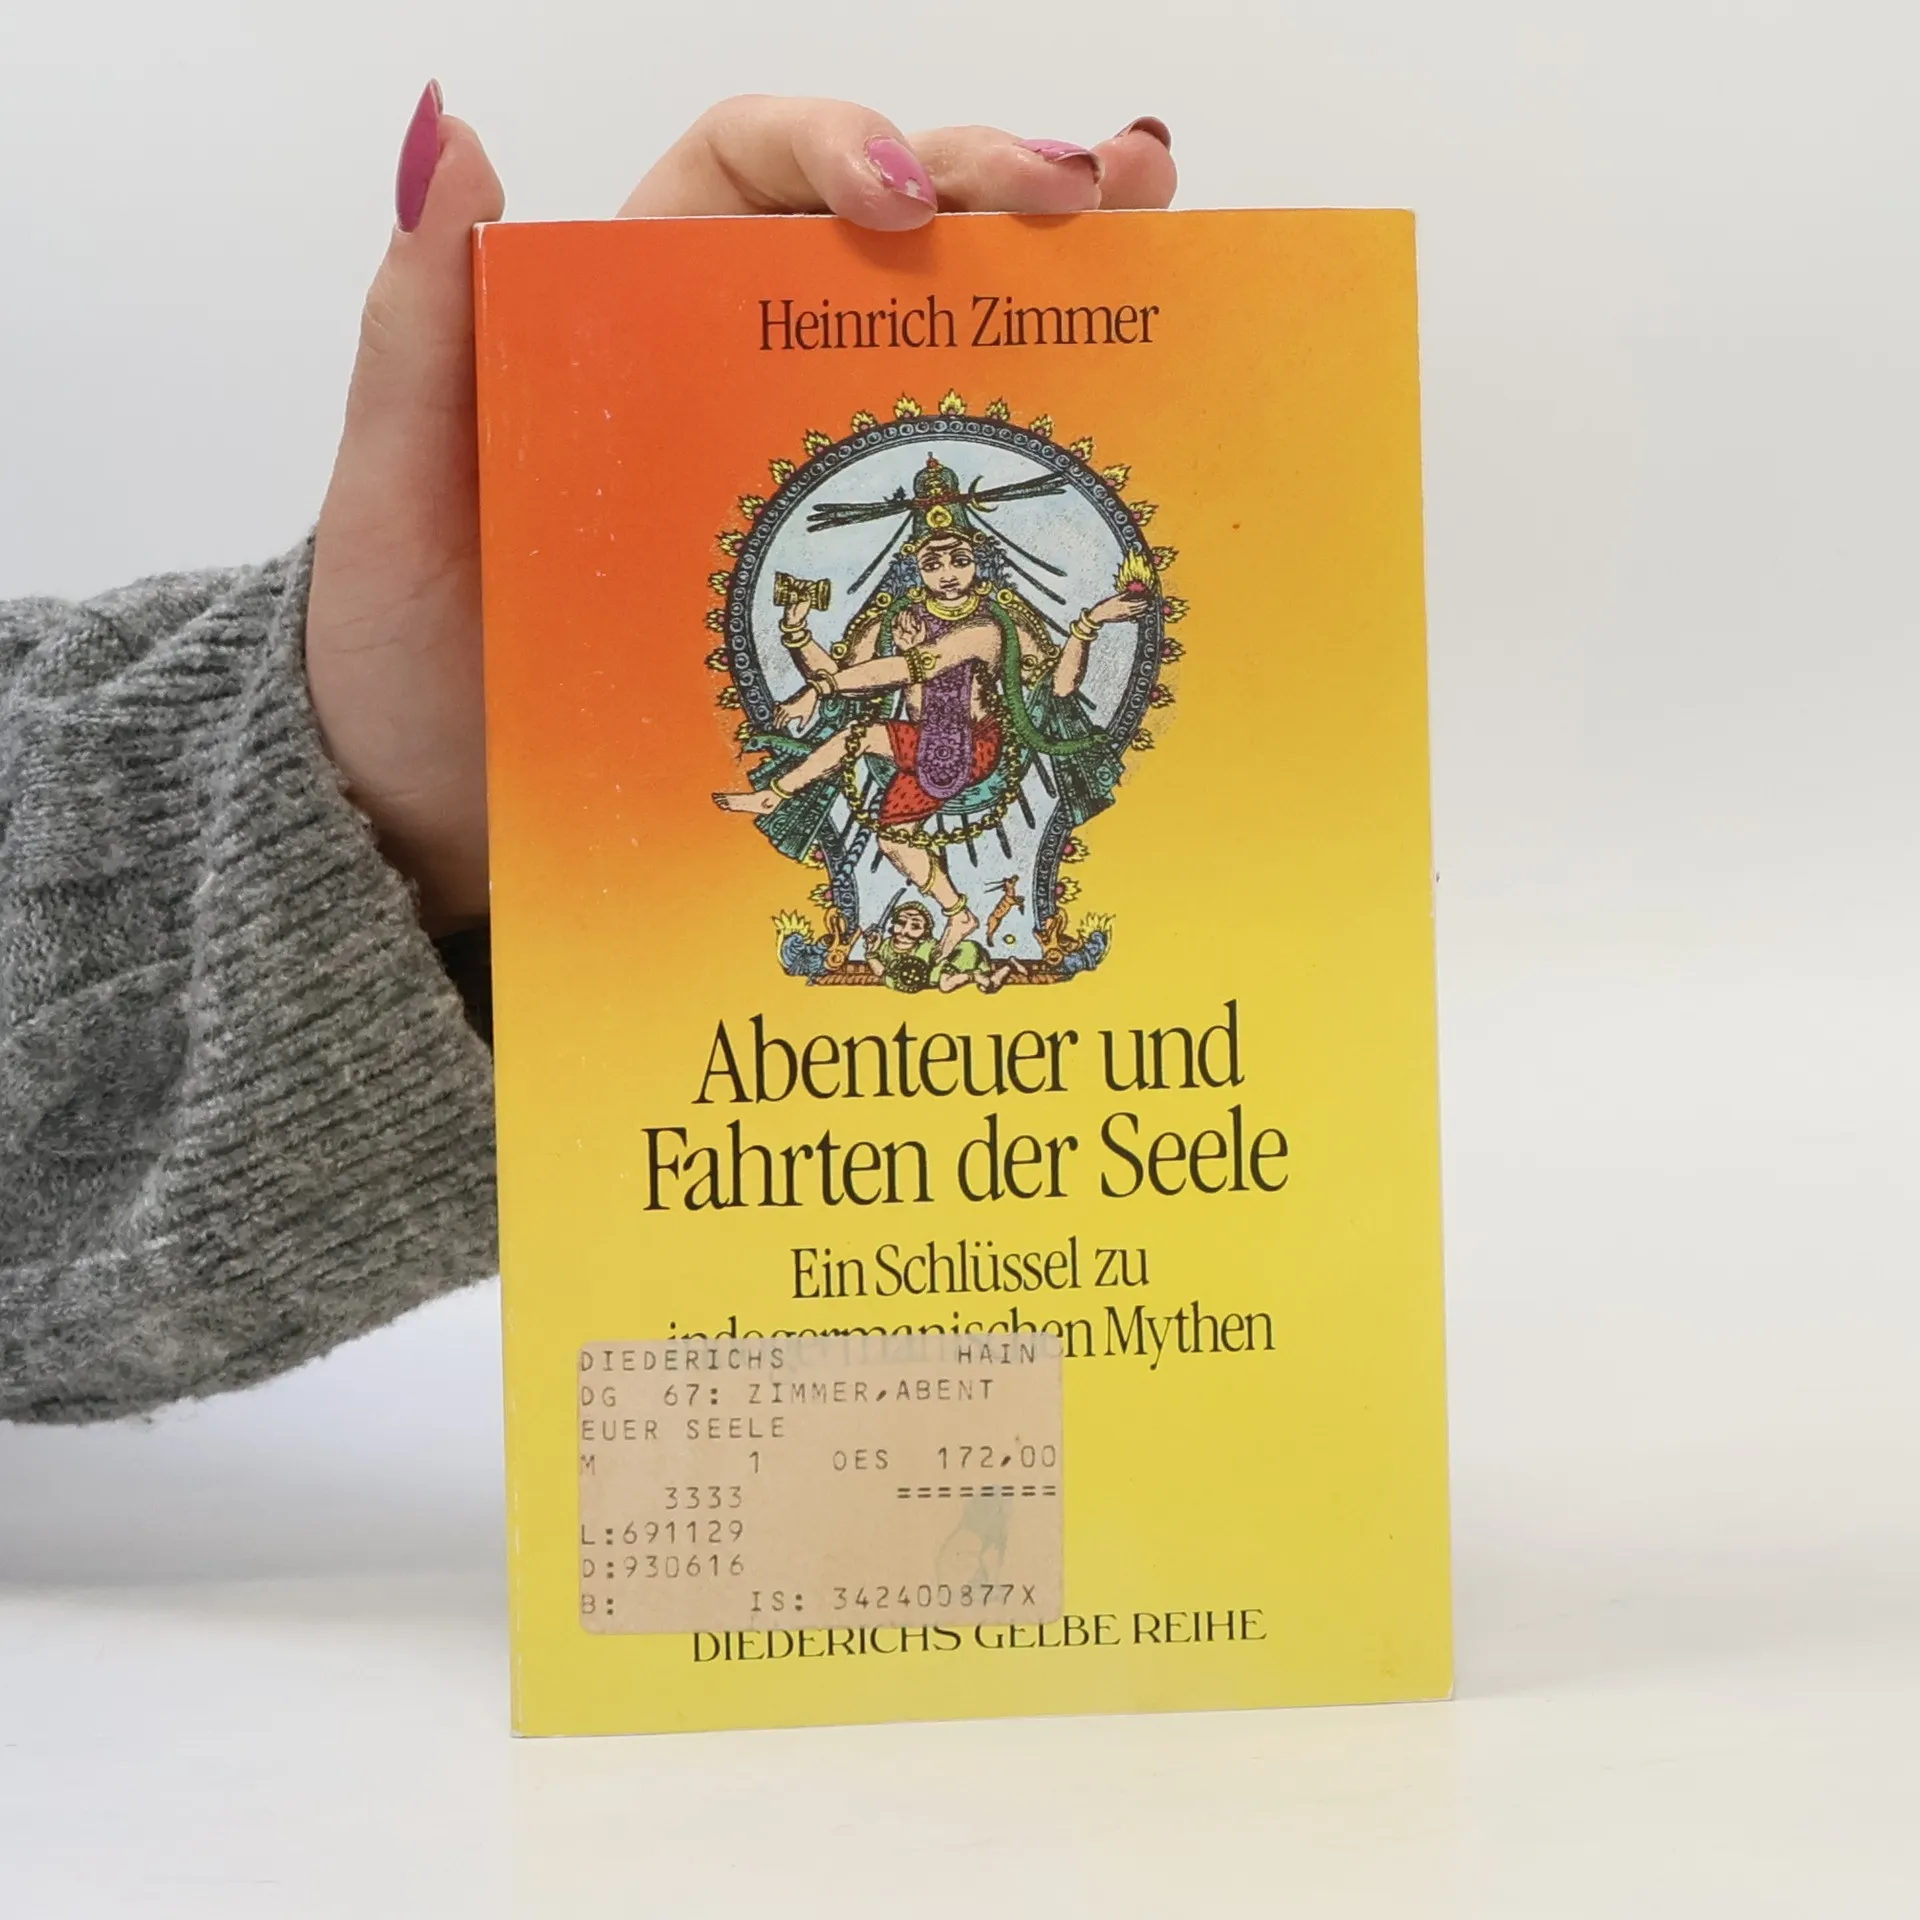 Heinrich Zimmer
Abenteuer und
Fahrten der Seele
Ein Schlüssel zu
indogermanischen Mythen
DIEDERICHS HAIN
DG 67: ZIMMER,ABENT
EUER SEELE
M 1 OES 172,00
3333 ========
L:691129
D:930616
B: IS: 342400877X
DIEDERICHS GELBE REIHE